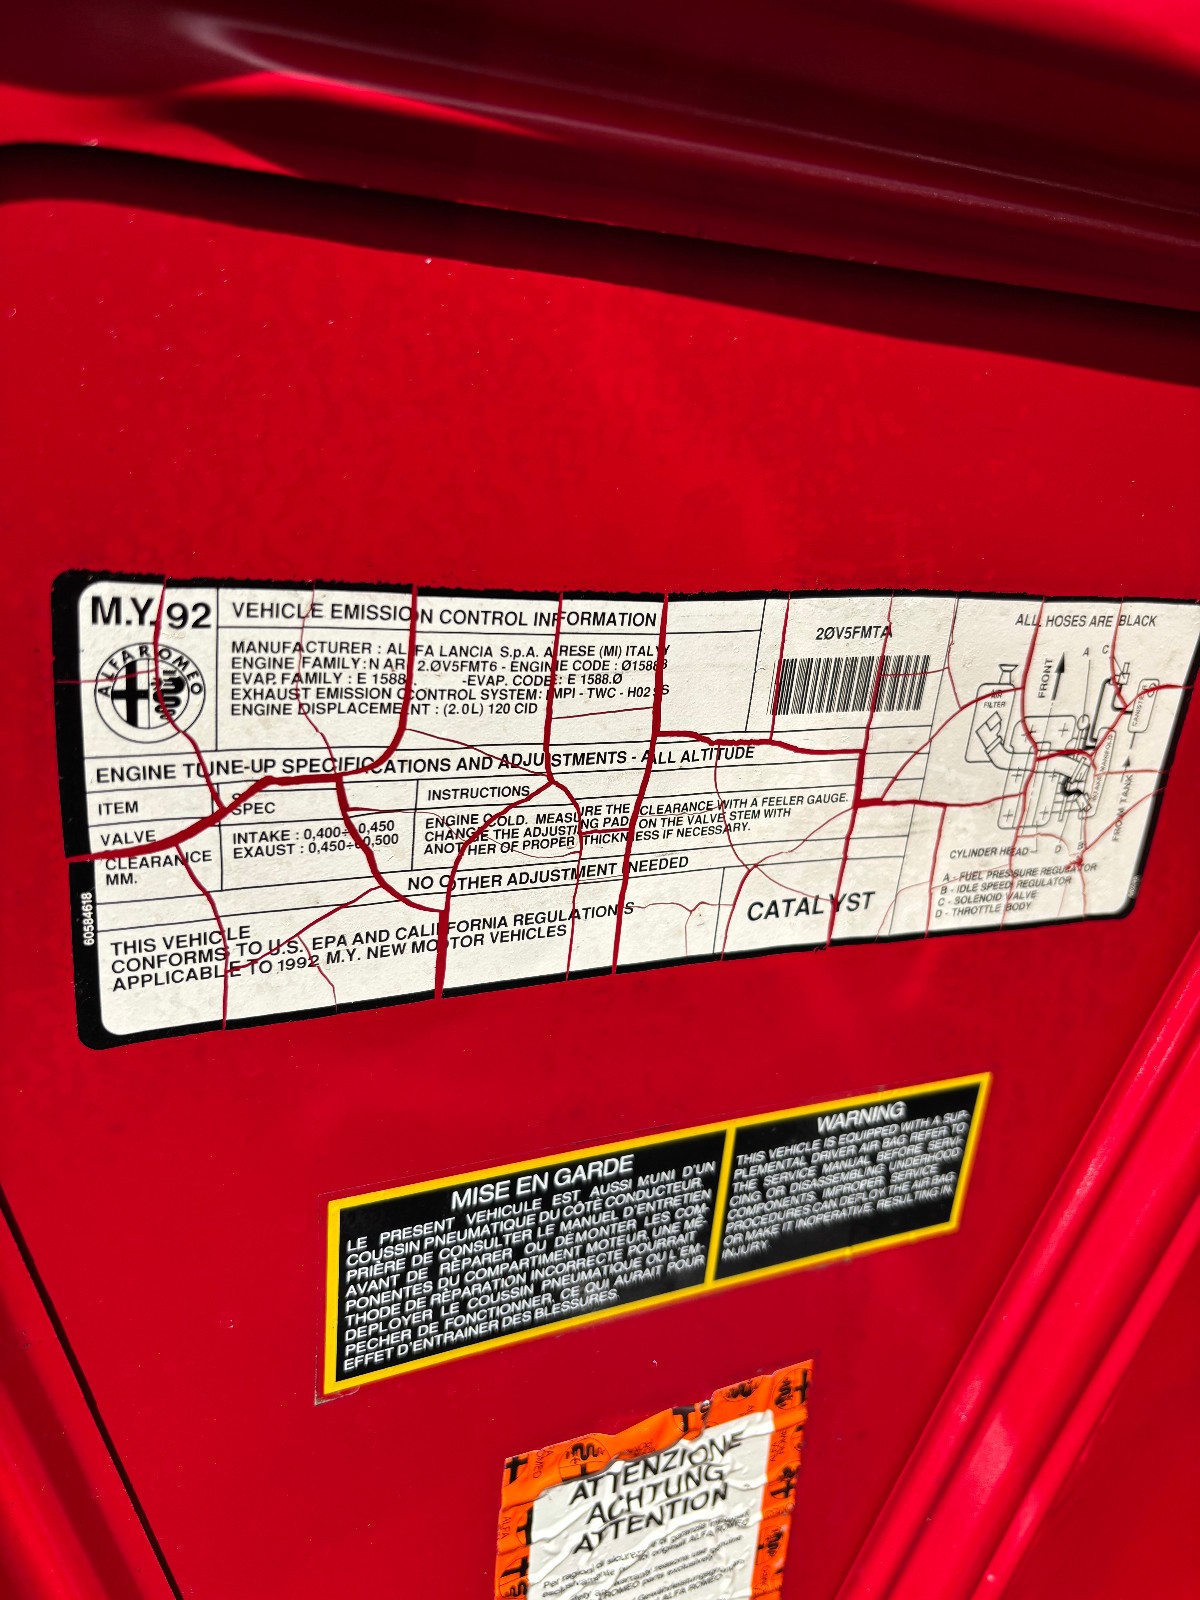 M.Y. 92
VEHICLE EMISSION CONTROL INFORMATION
ALFA ROMEO
MANUFACTURER : ALFA LANCIA S.p.A. ARESE (MI) ITALY
ENGINE FAMILY : NAR 2.0V5FMT6 - ENGINE CODE : Ø1588
EVAP. FAMILY : E 1588 -EVAP. CODE : E 1588.Ø
EXHAUST EMISSION CONTROL SYSTEM: MPI - TWC - H02 SS
ENGINE DISPLACEMENT : (2.0L) 120 CID
2ØV5FMTA
ENGINE TUNE-UP SPECIFICATIONS AND ADJUSTMENTS - ALL ALTITUDE
ITEM
SPEC
INSTRUCTIONS
VALVE
CLEARANCE
MM.
INTAKE : 0,400÷0,450
EXAUST : 0,450÷0,500
ENGINE COLD. MEASURE THE CLEARANCE WITH A FEELER GAUGE.
CHANGE THE ADJUSTING PAD ON THE VALVE STEM WITH
ANOTHER OF PROPER THICKNESS IF NECESSARY.
NO OTHER ADJUSTMENT NEEDED
THIS VEHICLE
CONFORMS TO U.S. EPA AND CALIFORNIA REGULATIONS
APPLICABLE TO 1992 M.Y. NEW MOTOR VEHICLES
CATALYST
60584618
ALL HOSES ARE BLACK
A C
FRONT
AIR
FILTER
CANISTER
INTAKE MANIFOLD
FROM TANK
CYLINDER HEAD
D B
A - FUEL PRESSURE REGULATOR
B - IDLE SPEED REGULATOR
C - SOLENOID VALVE
D - THROTTLE BODY
MISE EN GARDE
LE PRESENT VEHICULE EST AUSSI MUNI D'UN
COUSSIN PNEUMATIQUE DU CÔTÉ CONDUCTEUR.
PRIÈRE DE CONSULTER LE MANUEL D'ENTRETIEN
AVANT DE RÉPARER OU DÉMONTER LES COM-
PONENTES DU COMPARTIMENT MOTEUR. UNE MÉ-
THODE DE RÉPARATION INCORRECTE POURRAIT
DEPLOYER LE COUSSIN PNEUMATIQUE OU L'EM-
PECHER DE FONCTIONNER, CE QUI AURAIT POUR
EFFET D'ENTRAINER DES BLESSURES.
WARNING
THIS VEHICLE IS EQUIPPED WITH A SUP-
PLEMENTAL DRIVER AIR BAG REFER TO
THE SERVICE MANUAL BEFORE SERVI-
CING OR DISASSEMBLING UNDERHOOD
COMPONENTS. IMPROPER SERVICE
PROCEDURES CAN DEPLOY THE AIR BAG
OR MAKE IT INOPERATIVE, RESULTING IN
INJURY.
ATTENZIONE
ACHTUNG
ATTENTION